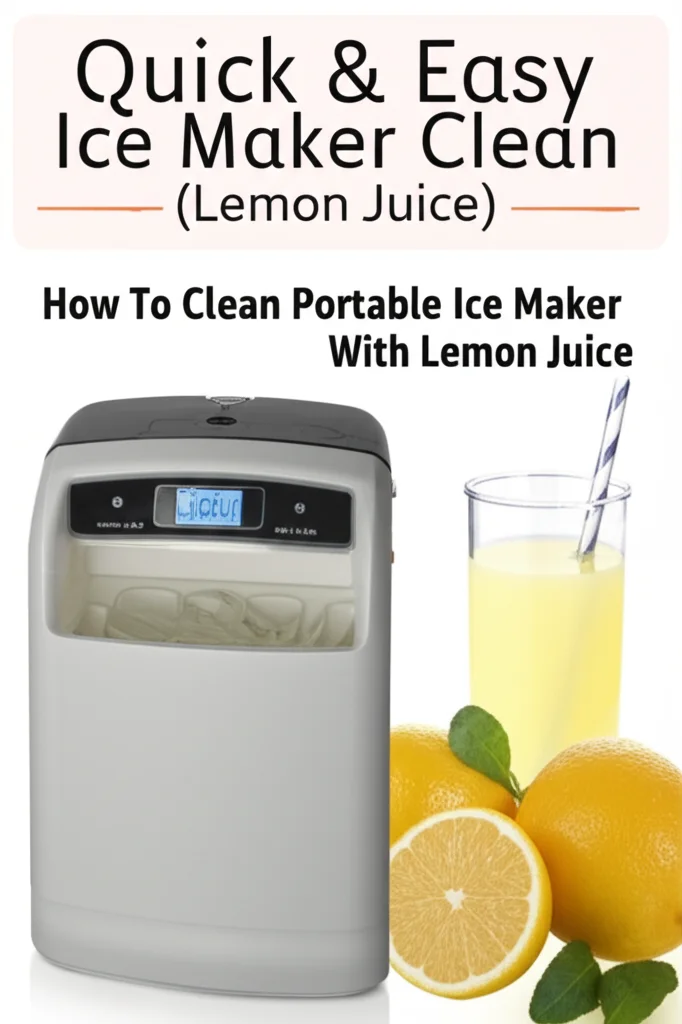 Quick & Easy
Ice Maker Clean
(Lemon Juice)
How To Clean Portable Ice Maker
With Lemon Juice